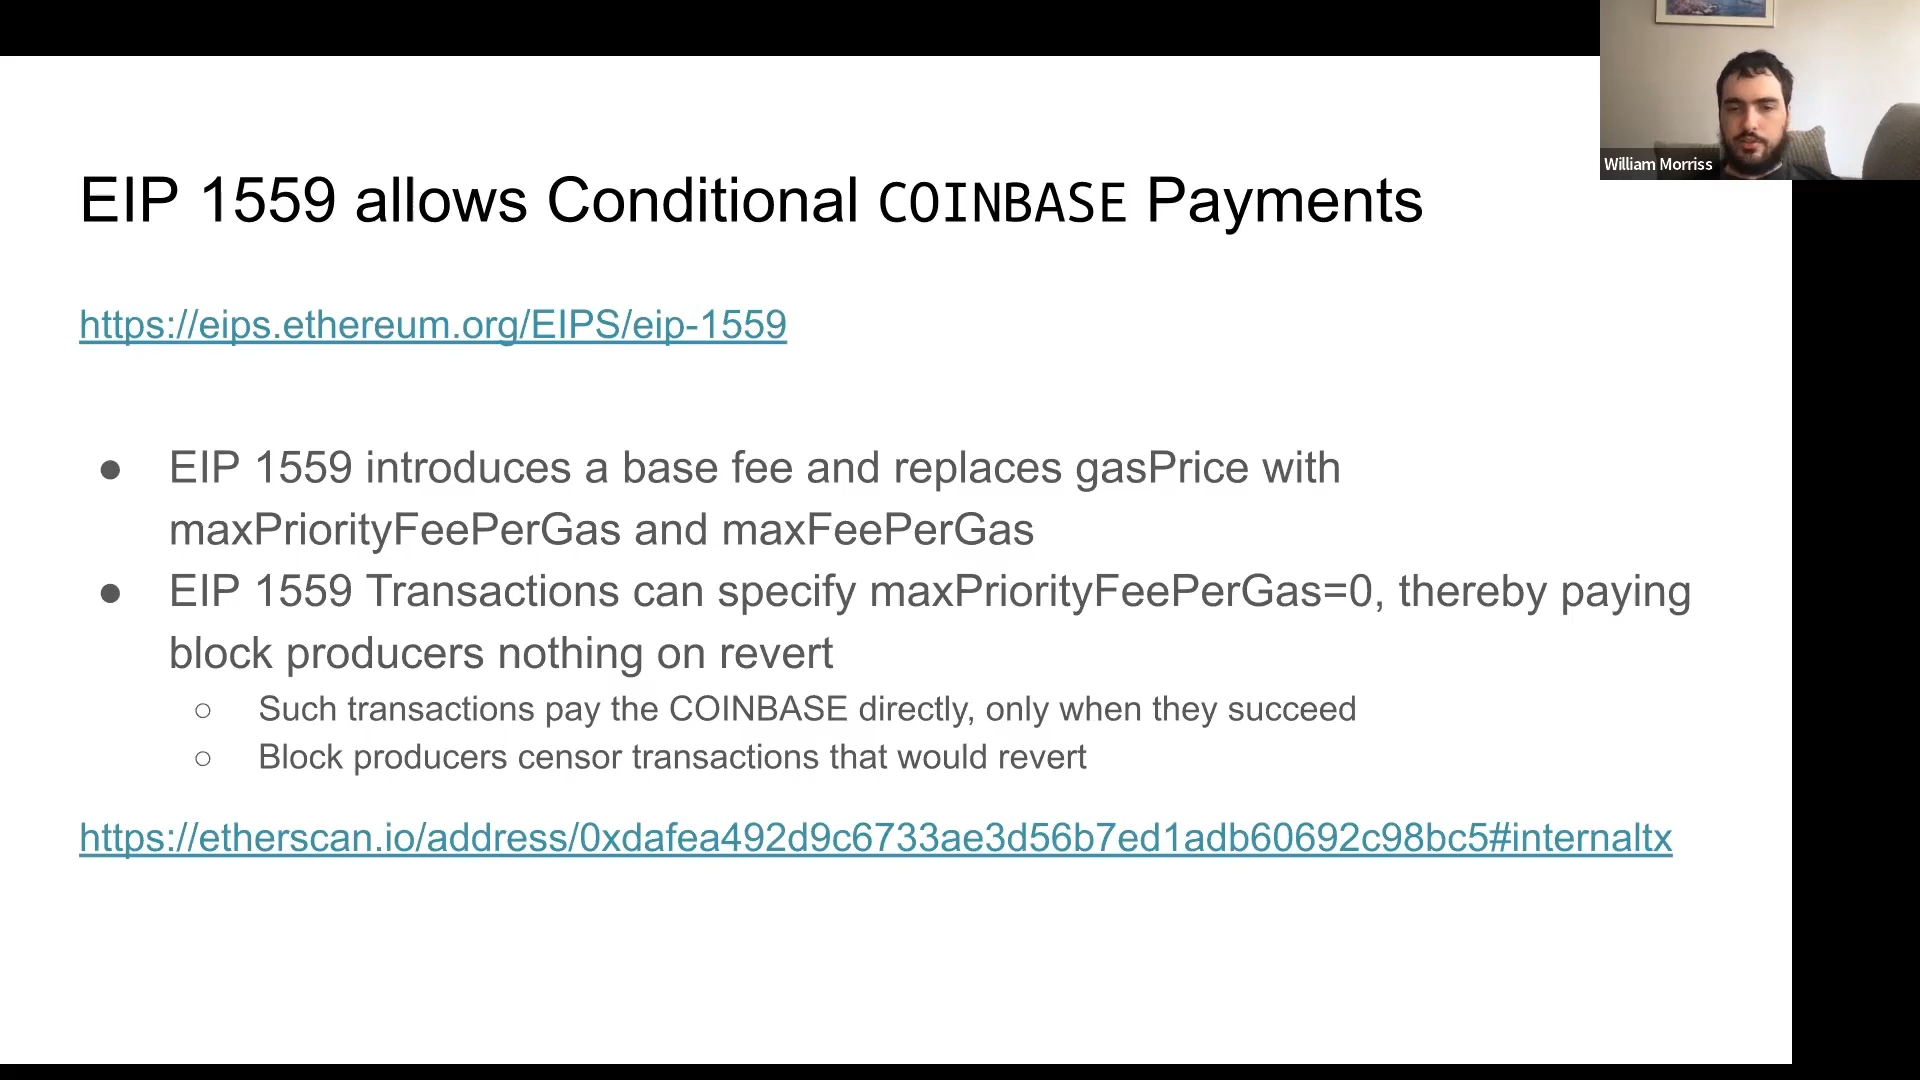 William Morriss
EIP 1559 allows Conditional COINBASE Payments
https://eips.ethereum.org/EIPS/eip-1559
● EIP 1559 introduces a base fee and replaces gasPrice with
maxPriorityFeePerGas and maxFeePerGas
● EIP 1559 Transactions can specify maxPriorityFeePerGas=0, thereby paying
block producers nothing on revert
○ Such transactions pay the COINBASE directly, only when they succeed
○ Block producers censor transactions that would revert
https://etherscan.io/address/0xdafea492d9c6733ae3d56b7ed1adb60692c98bc5#internaltx